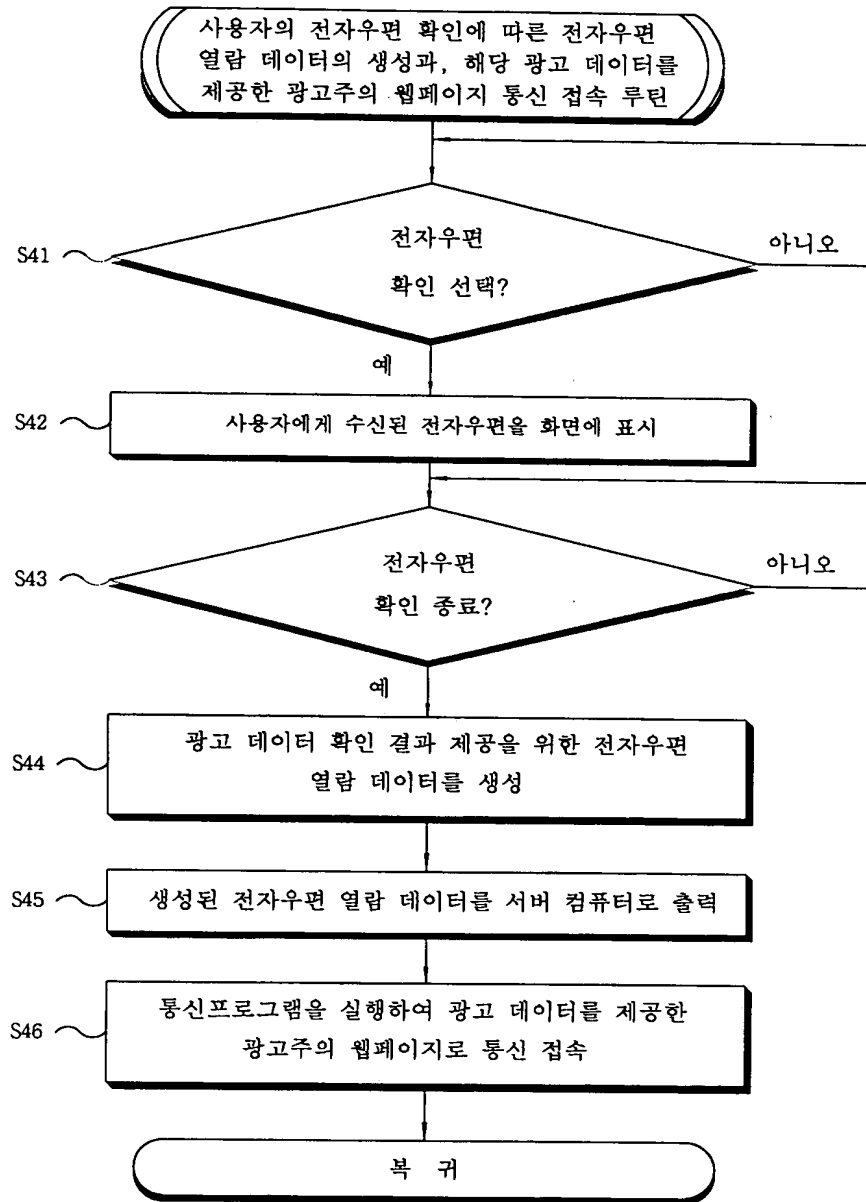 사용자의 전자우편 확인에 따른 전자우편
열람 데이터의 생성과, 해당 광고 데이터를
제공한 광고주의 웹페이지 통신 접속 루틴
S41
전자우편
확인 선택?
아니오
예
S42
사용자에게 수신된 전자우편을 화면에 표시
S43
전자우편
확인 종료?
아니오
예
S44
광고 데이터 확인 결과 제공을 위한 전자우편
열람 데이터를 생성
S45
생성된 전자우편 열람 데이터를 서버 컴퓨터로 출력
S46
통신프로그램을 실행하여 광고 데이터를 제공한
광고주의 웹페이지로 통신 접속
복 귀